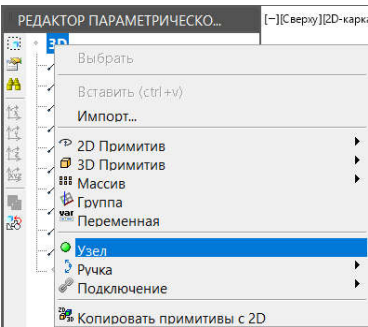 РЕДАКТОР ПАРАМЕТРИЧЕСКО...
[−][Сверху][2D-карка
3D
Выбрать
Вставить (ctrl+v)
Импорт...
2D Примитив
3D Примитив
Массив
Группа
var Переменная
Узел
Ручка
Подключение
Копировать примитивы с 2D